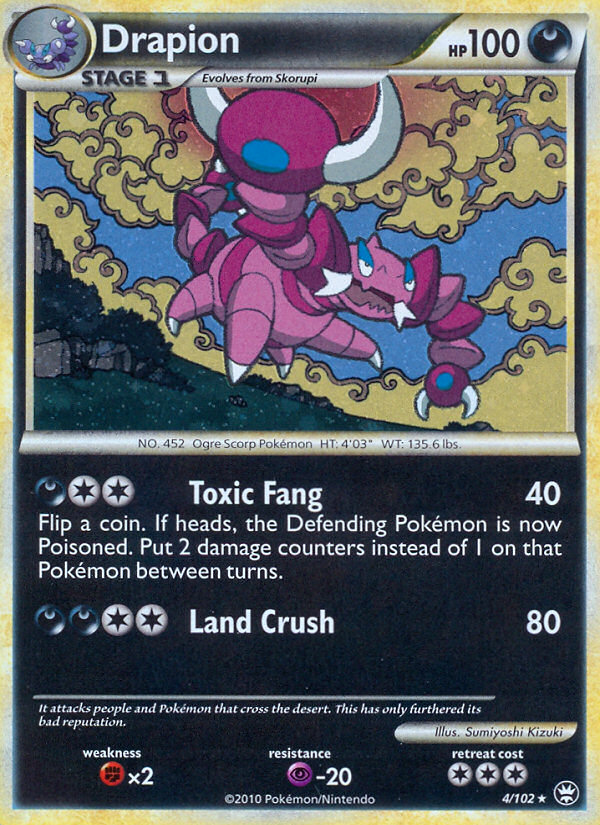 Drapion
HP 100
STAGE 1
Evolves from Skorupi
NO. 452 Ogre Scorp Pokémon HT: 4'03" WT: 135.6 lbs.
Toxic Fang 40
Flip a coin. If heads, the Defending Pokémon is now
Poisoned. Put 2 damage counters instead of 1 on that
Pokémon between turns.
Land Crush 80
It attacks people and Pokémon that cross the desert. This has only furthered its
bad reputation.
Illus. Sumiyoshi Kizuki
weakness resistance retreat cost
×2 -20
©2010 Pokémon/Nintendo 4/102 ★